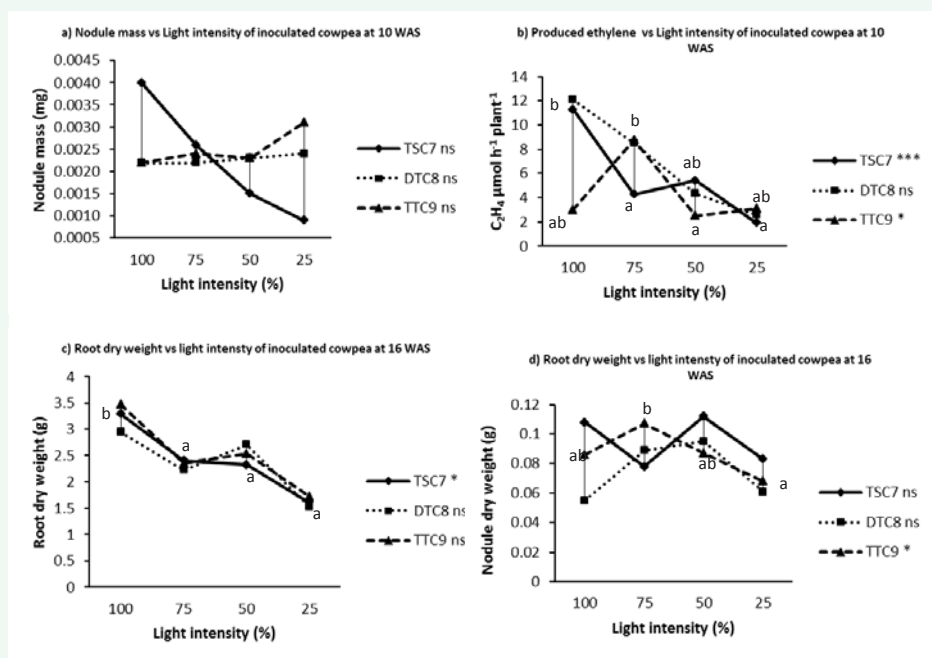 a) Nodule mass vs Light intensity of inoculated cowpea at 10 WAS
0.0045
0.0040
0.0035
0.0030
0.0025
0.0020
0.0015
0.0010
0.0005
Nodule mass (mg)
100 75 50 25
Light intensity (%)
TSC7 ns
DTC8 ns
TTC9 ns
b) Produced ethylene vs Light intensity of inoculated cowpea at 10
WAS
14
12
10
8
6
4
2
0
C₂H₄ µmol h⁻¹ plant⁻¹
b
ab
b
a
ab
a
ab
a
100 75 50 25
Light intensity (%)
TSC7 ***
DTC8 ns
TTC9 *
c) Root dry weight vs light intensty of inoculated cowpea at 16 WAS
4
3.5
3
2.5
2
1.5
1
0.5
0
Root dry weight (g)
b
a
a
a
100 75 50 25
Light intensity (%)
TSC7 *
DTC8 ns
TTC9 ns
d) Root dry weight vs light intensty of inoculated cowpea at 16
WAS
0.12
0.1
0.08
0.06
0.04
0.02
0
Nodule dry weight (g)
ab
b
ab
a
100 75 50 25
Light intensity (%)
TSC7 ns
DTC8 ns
TTC9 *